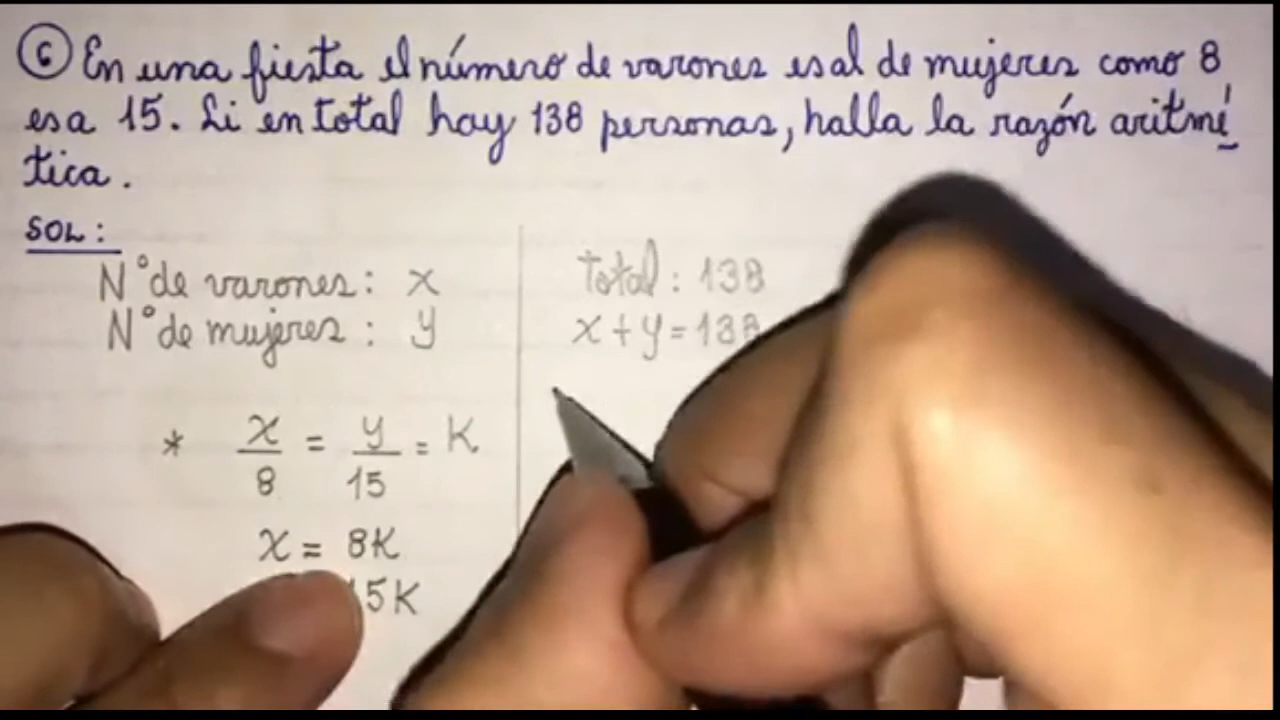 6 En una fiesta el número de varones es al de mujeres como 8
es a 15. Si en total hay 138 personas, halla la razón aritmé
tica.
SOL:
N° de varones: x
N° de mujeres: y
* x/8 = y/15 = K
x = 8K
15K
total: 138
x + y = 138